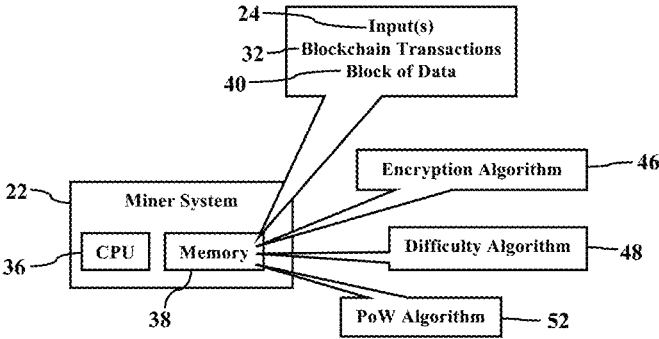 24
Input(s)
32 Blockchain Transactions
40 Block of Data
Encryption Algorithm 46
22 Miner System
36 CPU
Memory
38
Difficulty Algorithm 48
PoW Algorithm 52